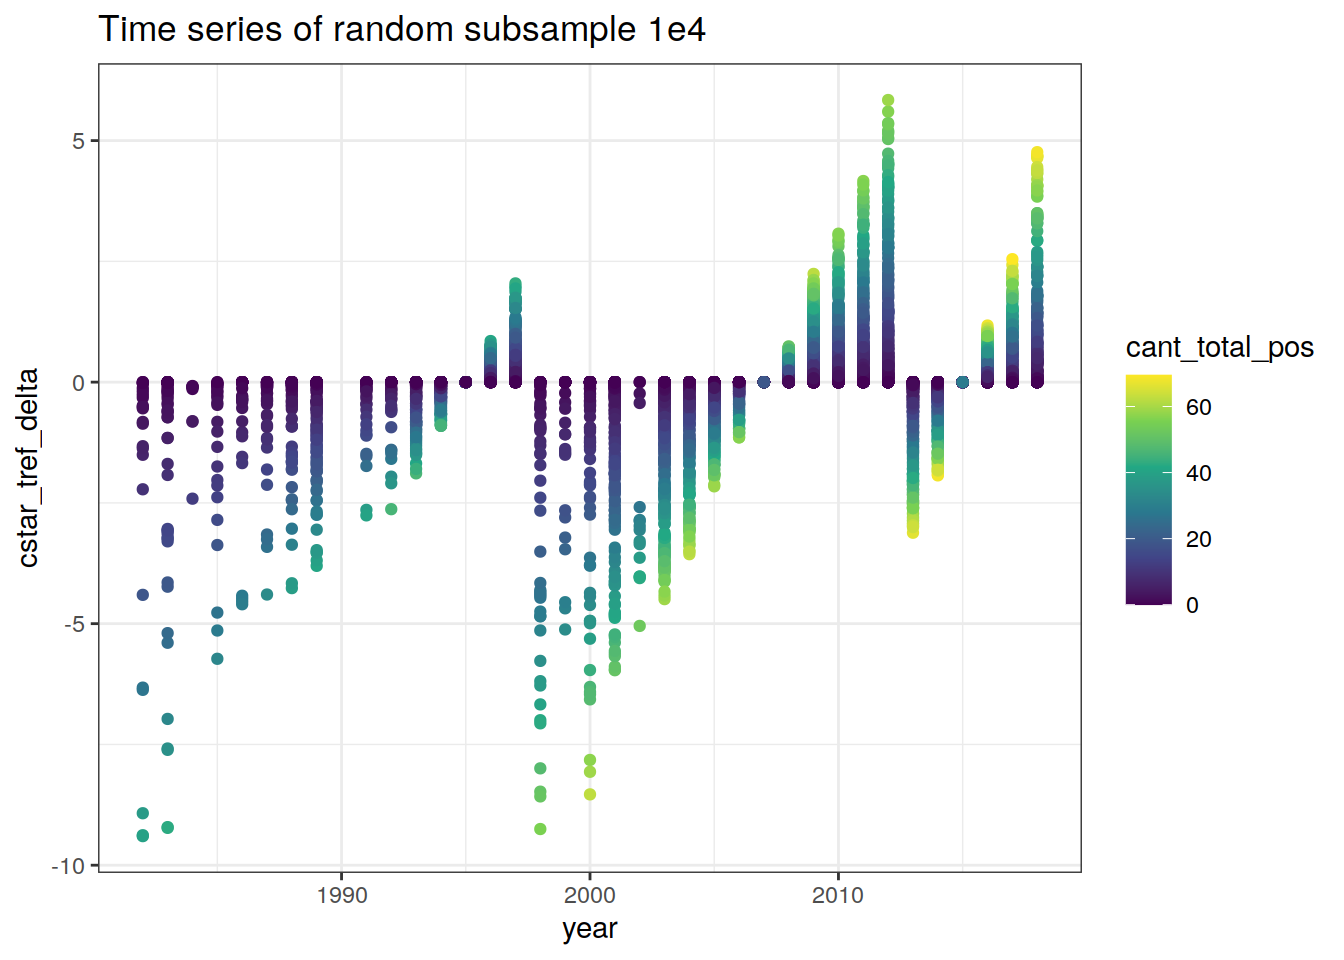 Time series of random subsample 1e4
cstar_tref_delta
5
0
-5
-10
1990
2000
2010
year
cant_total_pos
60
40
20
0